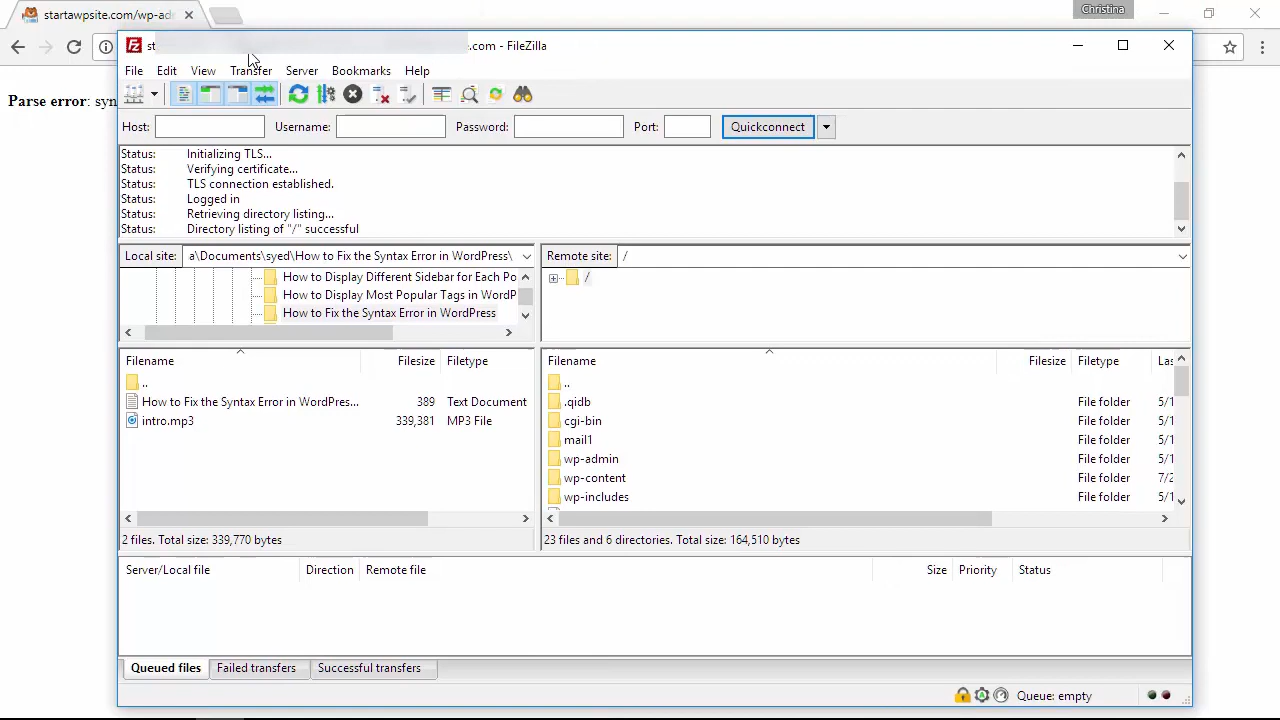 startawpsite.com/wp-adr
Christina
st .com - FileZilla
File Edit View Transfer Server Bookmarks Help
Parse error: syn
Host: Username: Password: Port: Quickconnect
Status: Initializing TLS...
Status: Verifying certificate...
Status: TLS connection established.
Status: Logged in
Status: Retrieving directory listing...
Status: Directory listing of "/" successful
Local site: a\Documents\syed\How to Fix the Syntax Error in WordPress\
Remote site: /
How to Display Different Sidebar for Each Po
How to Display Most Popular Tags in WordP
How to Fix the Syntax Error in WordPress
/
Filename Filesize Filetype
..
How to Fix the Syntax Error in WordPres... 389 Text Document
intro.mp3 339,381 MP3 File
2 files. Total size: 339,770 bytes
Filename Filesize Filetype Las
..
.qidb File folder 5/1
cgi-bin File folder 5/1
mail1 File folder 5/1
wp-admin File folder 5/1
wp-content File folder 7/2
wp-includes File folder 5/1
23 files and 6 directories. Total size: 164,510 bytes
Server/Local file Direction Remote file Size Priority Status
Queued files Failed transfers Successful transfers
Queue: empty